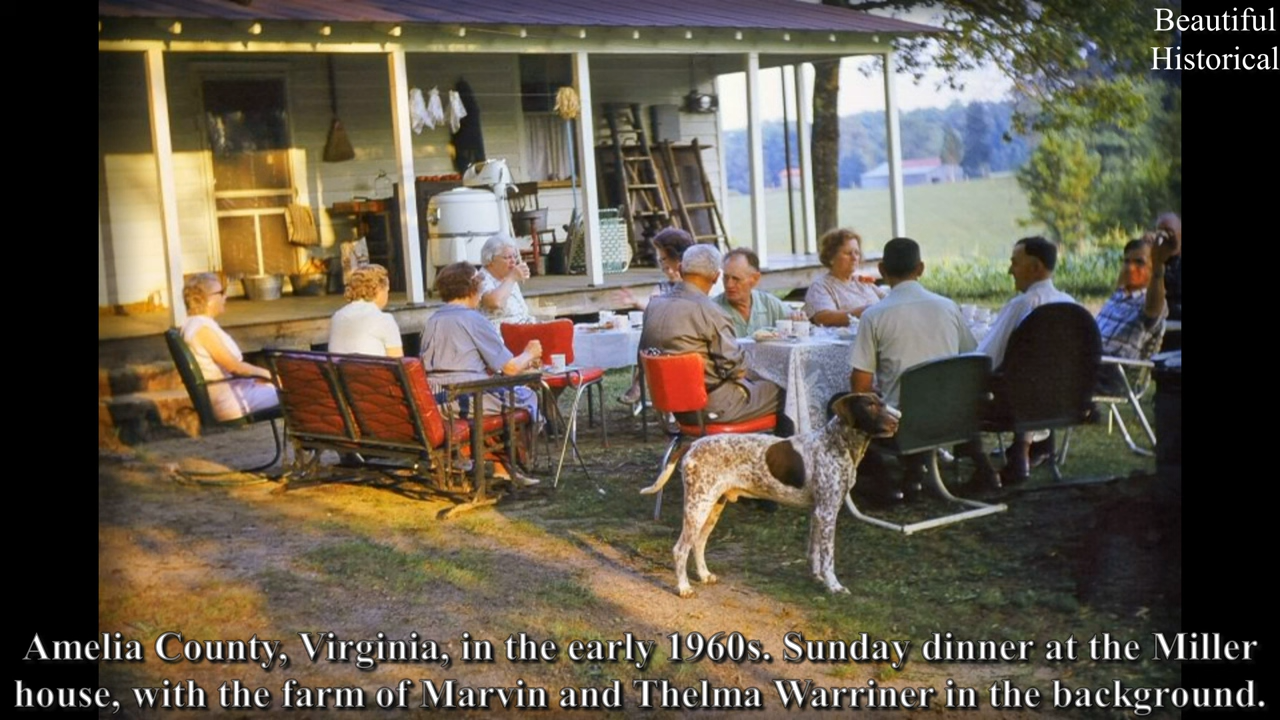 Beautiful
Historical
Amelia County, Virginia, in the early 1960s. Sunday dinner at the Miller
house, with the farm of Marvin and Thelma Warriner in the background.